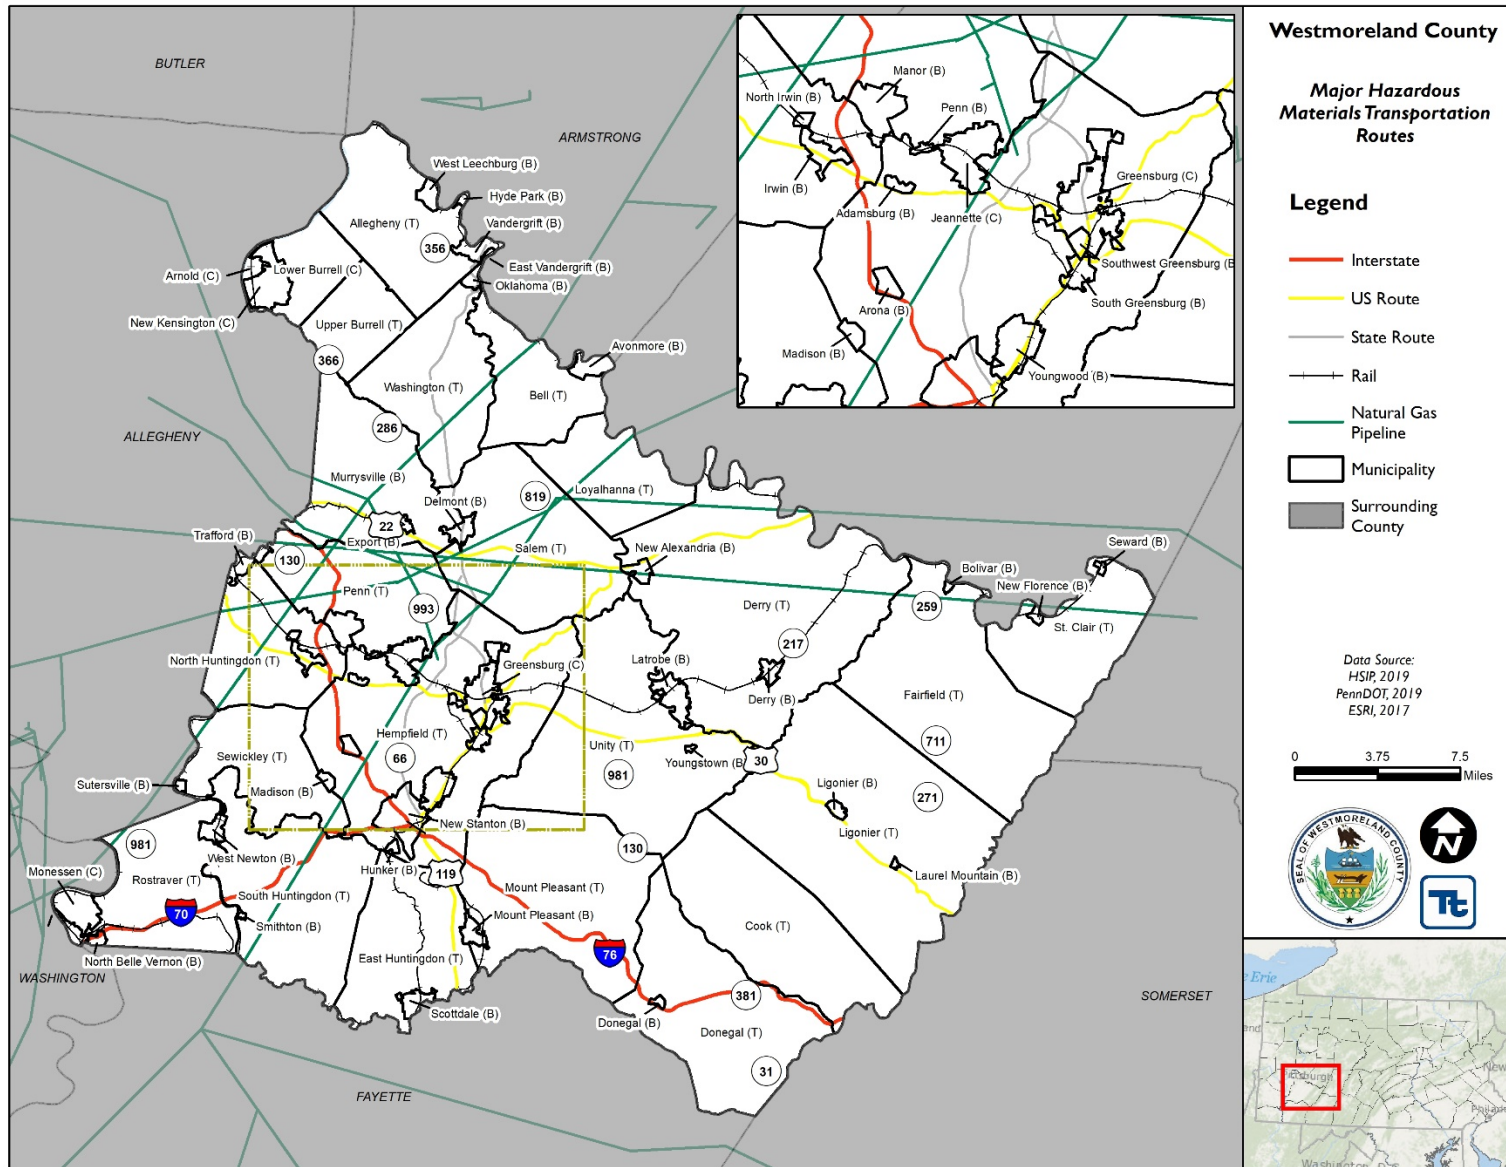 BUTLER
ARMSTRONG
West Leechburg (B)
Hyde Park (B)
Allegheny (T)
Vandergrift (B)
356
East Vandergrift (B)
Arnold (C)
Lower Burrell (C)
Oklahoma (B)
New Kensington (C)
Upper Burrell (T)
Avonmore (B)
366
Washington (T)
Bell (T)
286
ALLEGHENY
Murrysville (B)
Delmont (B)
819
Loyalhanna (T)
22
Trafford (B)
Export (B)
Salem (T)
New Alexandria (B)
Seward (B)
130
Bolivar (B)
New Florence (B)
Penn (T)
993
Derry (T)
259
St. Clair (T)
217
North Huntingdon (T)
Greensburg (C)
Latrobe (B)
Derry (B)
Fairfield (T)
Hempfield (T)
Unity (T)
711
Sewickley (T)
66
Youngstown (B)
30
981
Sutersville (B)
Madison (B)
Ligonier (B)
271
New Stanton (B)
Ligonier (T)
981
130
West Newton (B)
Hunker (B)
119
Monessen (C)
Rostraver (T)
Mount Pleasant (T)
Laurel Mountain (B)
South Huntingdon (T)
70
Smithton (B)
Mount Pleasant (B)
Cook (T)
North Belle Vernon (B)
East Huntingdon (T)
76
WASHINGTON
381
SOMERSET
Scottdale (B)
Donegal (B)
Donegal (T)
31
FAYETTE
Manor (B)
North Irwin (B)
Penn (B)
Irwin (B)
Greensburg (C)
Adamsburg (B)
Jeannette (C)
Southwest Greensburg (B
Arona (B)
South Greensburg (B)
Madison (B)
Youngwood (B)
Westmoreland County
Major Hazardous
Materials Transportation
Routes
Legend
Interstate
US Route
State Route
Rail
Natural Gas
Pipeline
Municipality
Surrounding
County
Data Source:
HSIP, 2019
PennDOT, 2019
ESRI, 2017
0 3.75 7.5
Miles
SEAL OF WESTMORELAND COUNTY
N
Tt
Erie